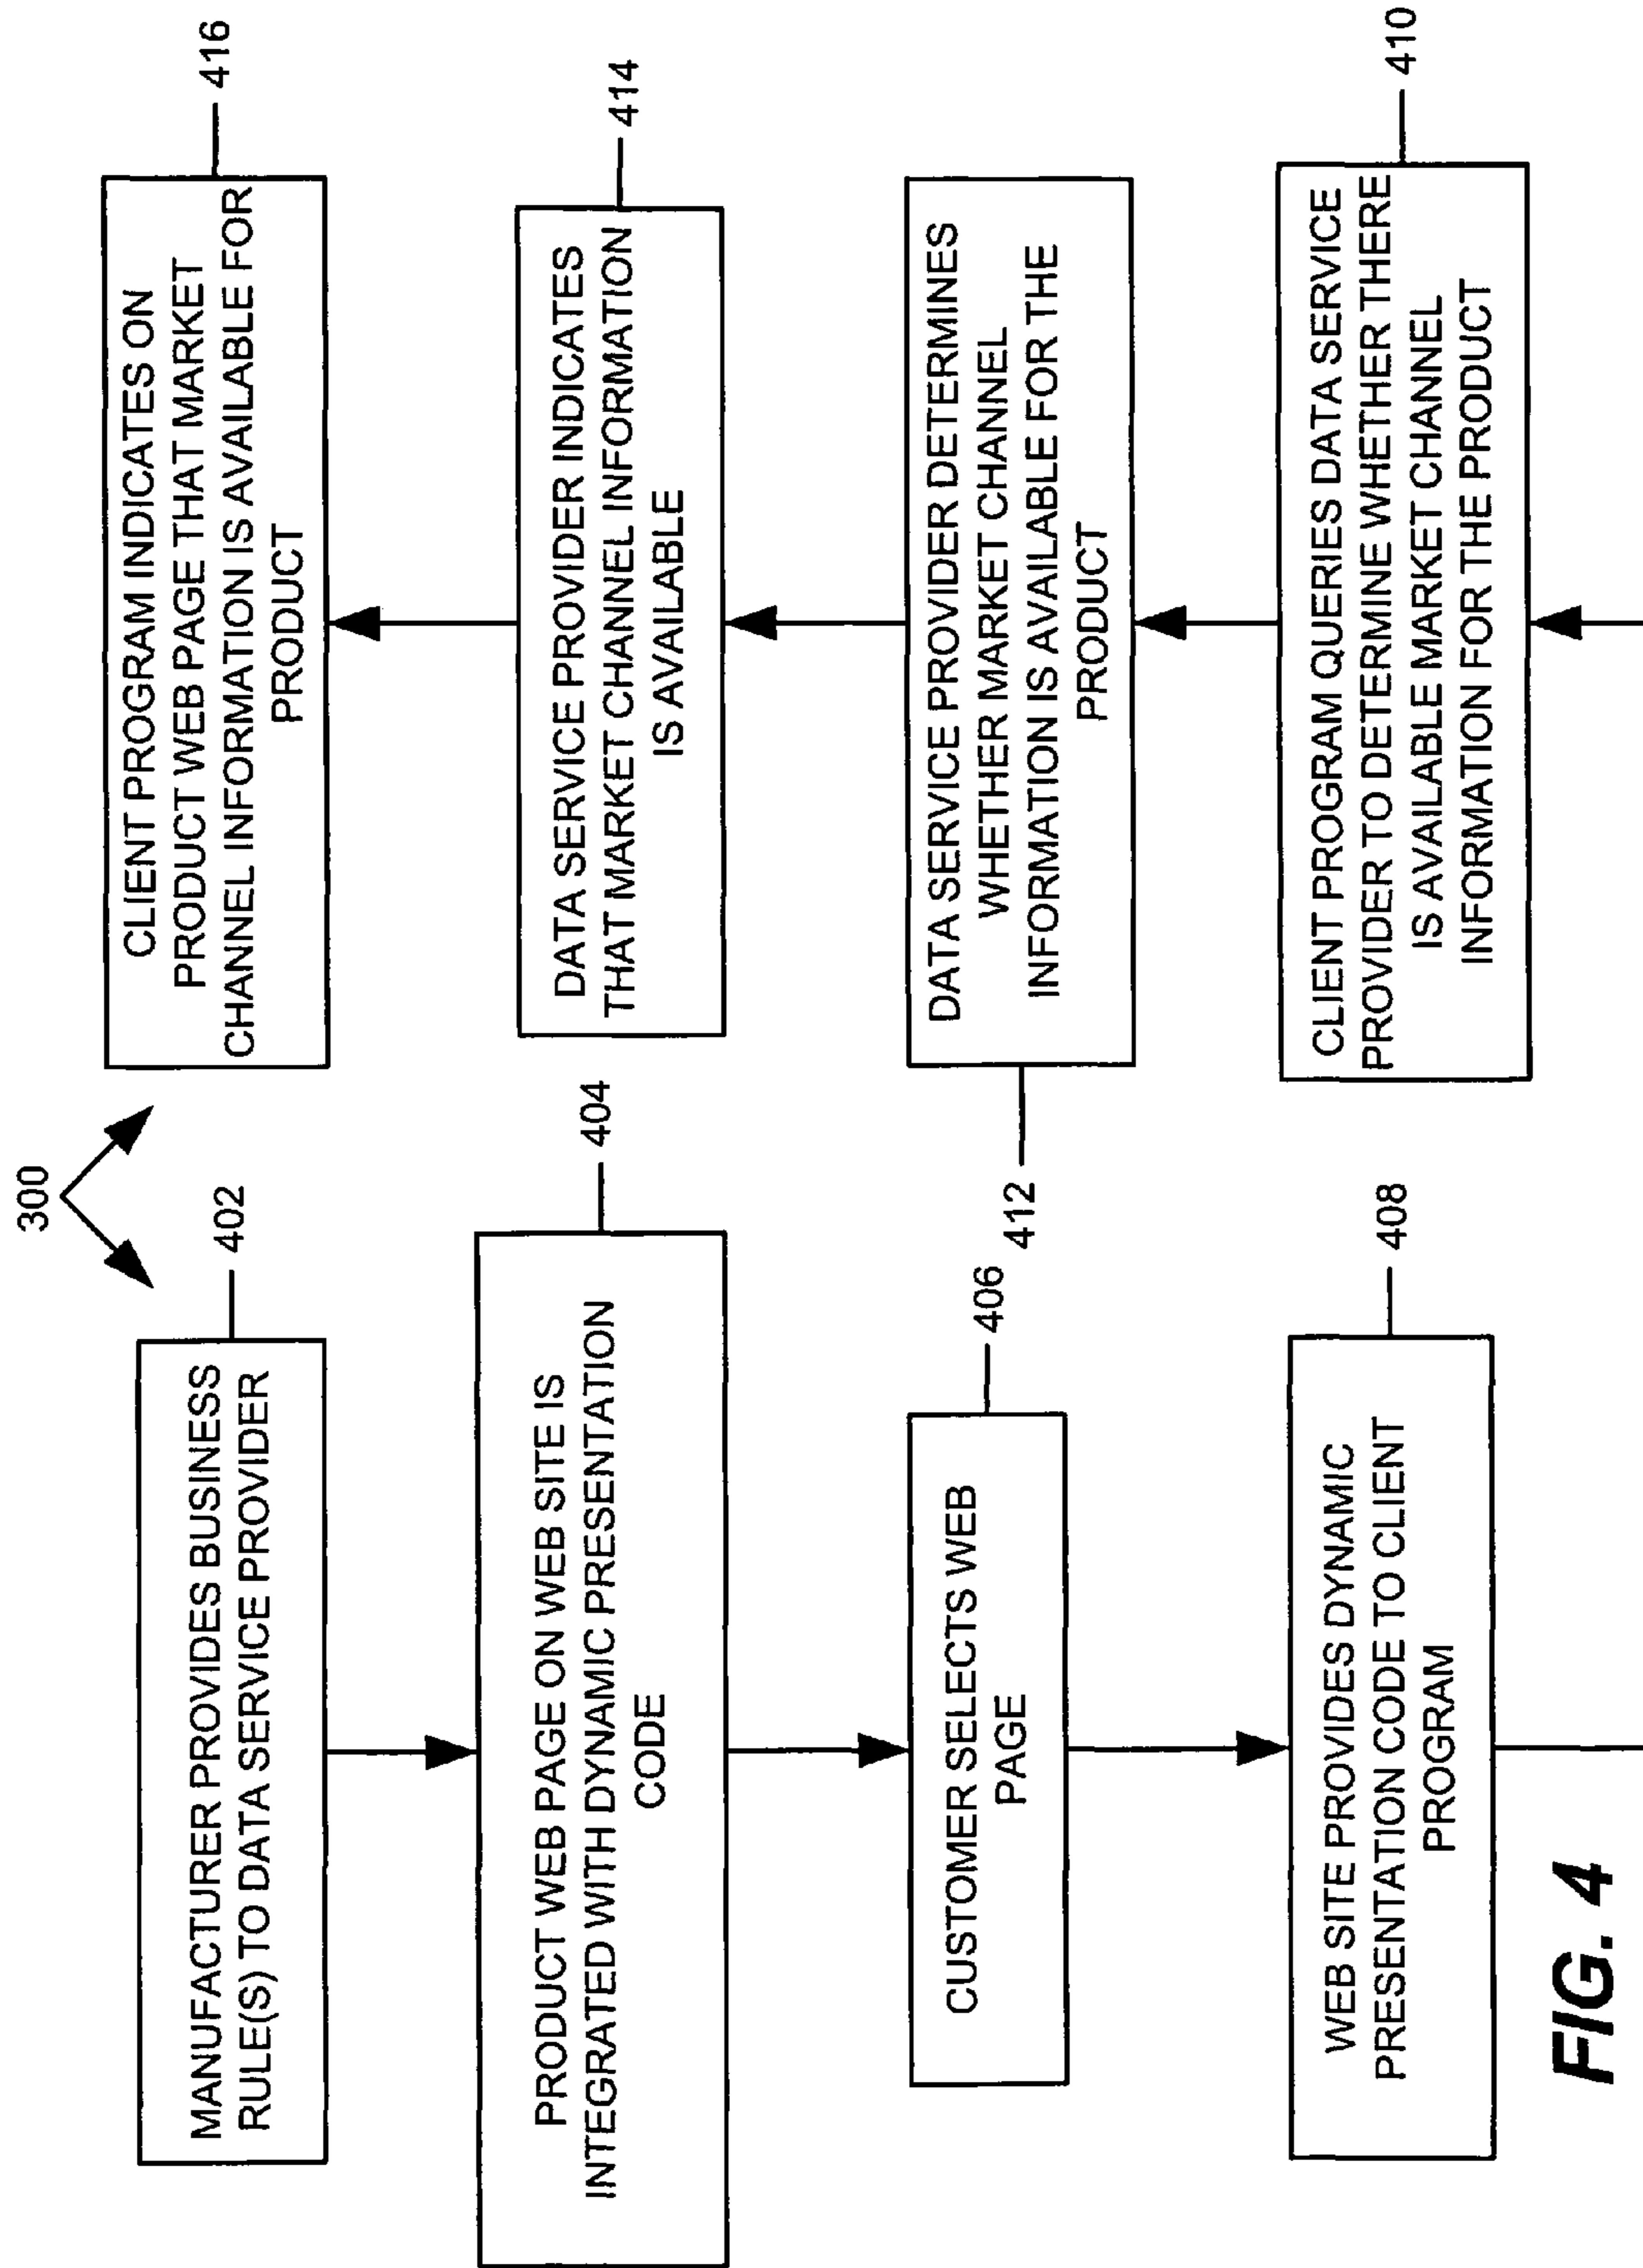 300
402
MANUFACTURER PROVIDES BUSINESS
RULE(S) TO DATA SERVICE PROVIDER
404
PRODUCT WEB PAGE ON WEB SITE IS
INTEGRATED WITH DYNAMIC PRESENTATION
CODE
406
CUSTOMER SELECTS WEB
PAGE
408
WEB SITE PROVIDES DYNAMIC
PRESENTATION CODE TO CLIENT
PROGRAM
410
CLIENT PROGRAM QUERIES DATA SERVICE
PROVIDER TO DETERMINE WHETHER THERE
IS AVAILABLE MARKET CHANNEL
INFORMATION FOR THE PRODUCT
412
DATA SERVICE PROVIDER DETERMINES
WHETHER MARKET CHANNEL
INFORMATION IS AVAILABLE FOR THE
PRODUCT
414
DATA SERVICE PROVIDER INDICATES
THAT MARKET CHANNEL INFORMATION
IS AVAILABLE
416
CLIENT PROGRAM INDICATES ON
PRODUCT WEB PAGE THAT MARKET
CHANNEL INFORMATION IS AVAILABLE FOR
PRODUCT
FIG. 4